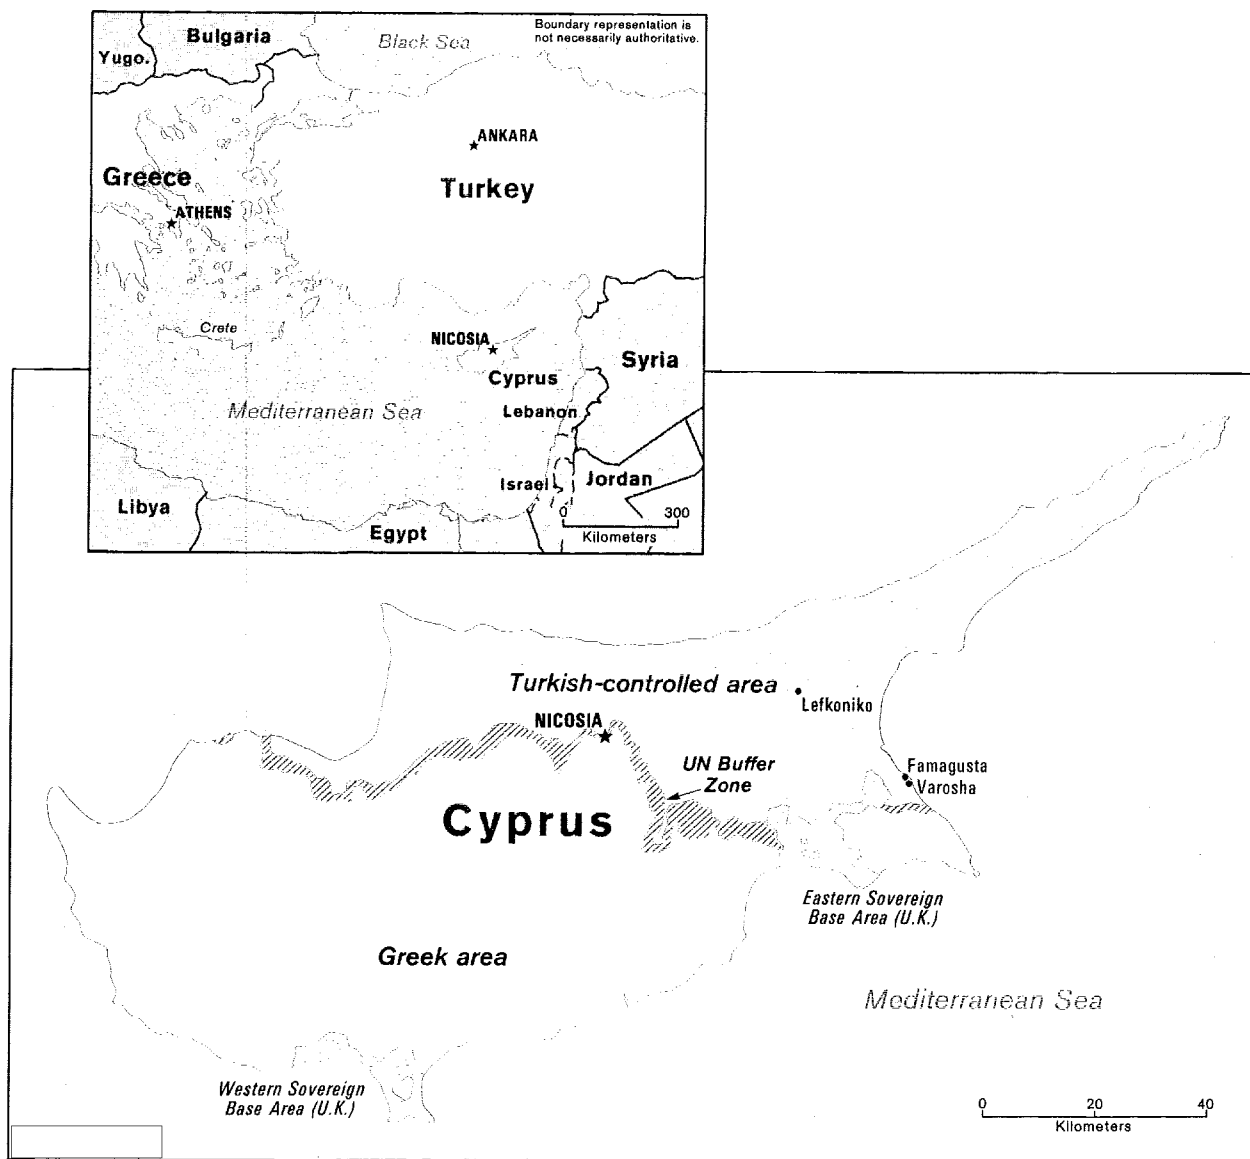 Boundary representation is
not necessarily authoritative.
Bulgaria
Black Sea
Yugo.
ANKARA
Greece
Turkey
ATHENS
Crete
NICOSIA
Syria
Cyprus
Mediterranean Sea
Lebanon
Israel
Jordan
Libya
0 300
Kilometers
Egypt
Turkish-controlled area
Lefkoniko
NICOSIA
UN Buffer
Zone
Famagusta
Varosha
Cyprus
Eastern Sovereign
Base Area (U.K.)
Greek area
Mediterranean Sea
Western Sovereign
Base Area (U.K.)
0 20 40
Kilometers